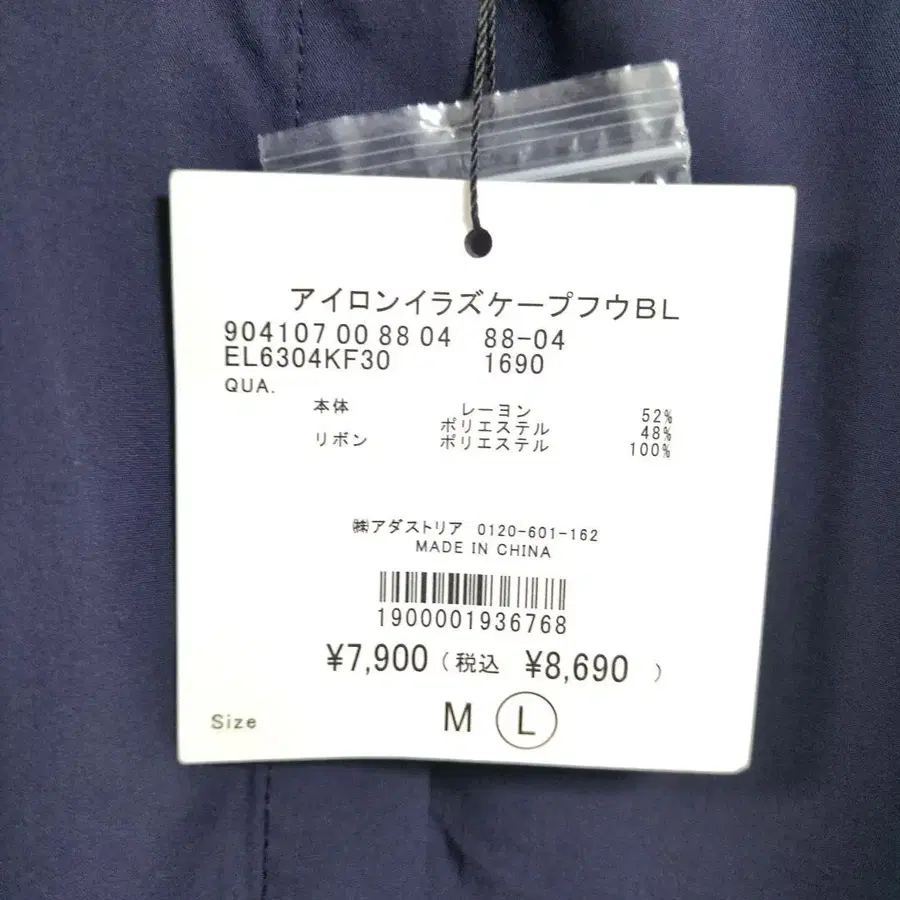 アイロンイラズケープフウBL
904107 00 88 04 88-04
EL6304KF30 1690
QUA.
本体 レーヨン 52%
ポリエステル 48%
リボン ポリエステル 100%
㈱アダストリア 0120-601-162
MADE IN CHINA
1900001936768
¥7,900 (税込 ¥8,690 )
Size M L